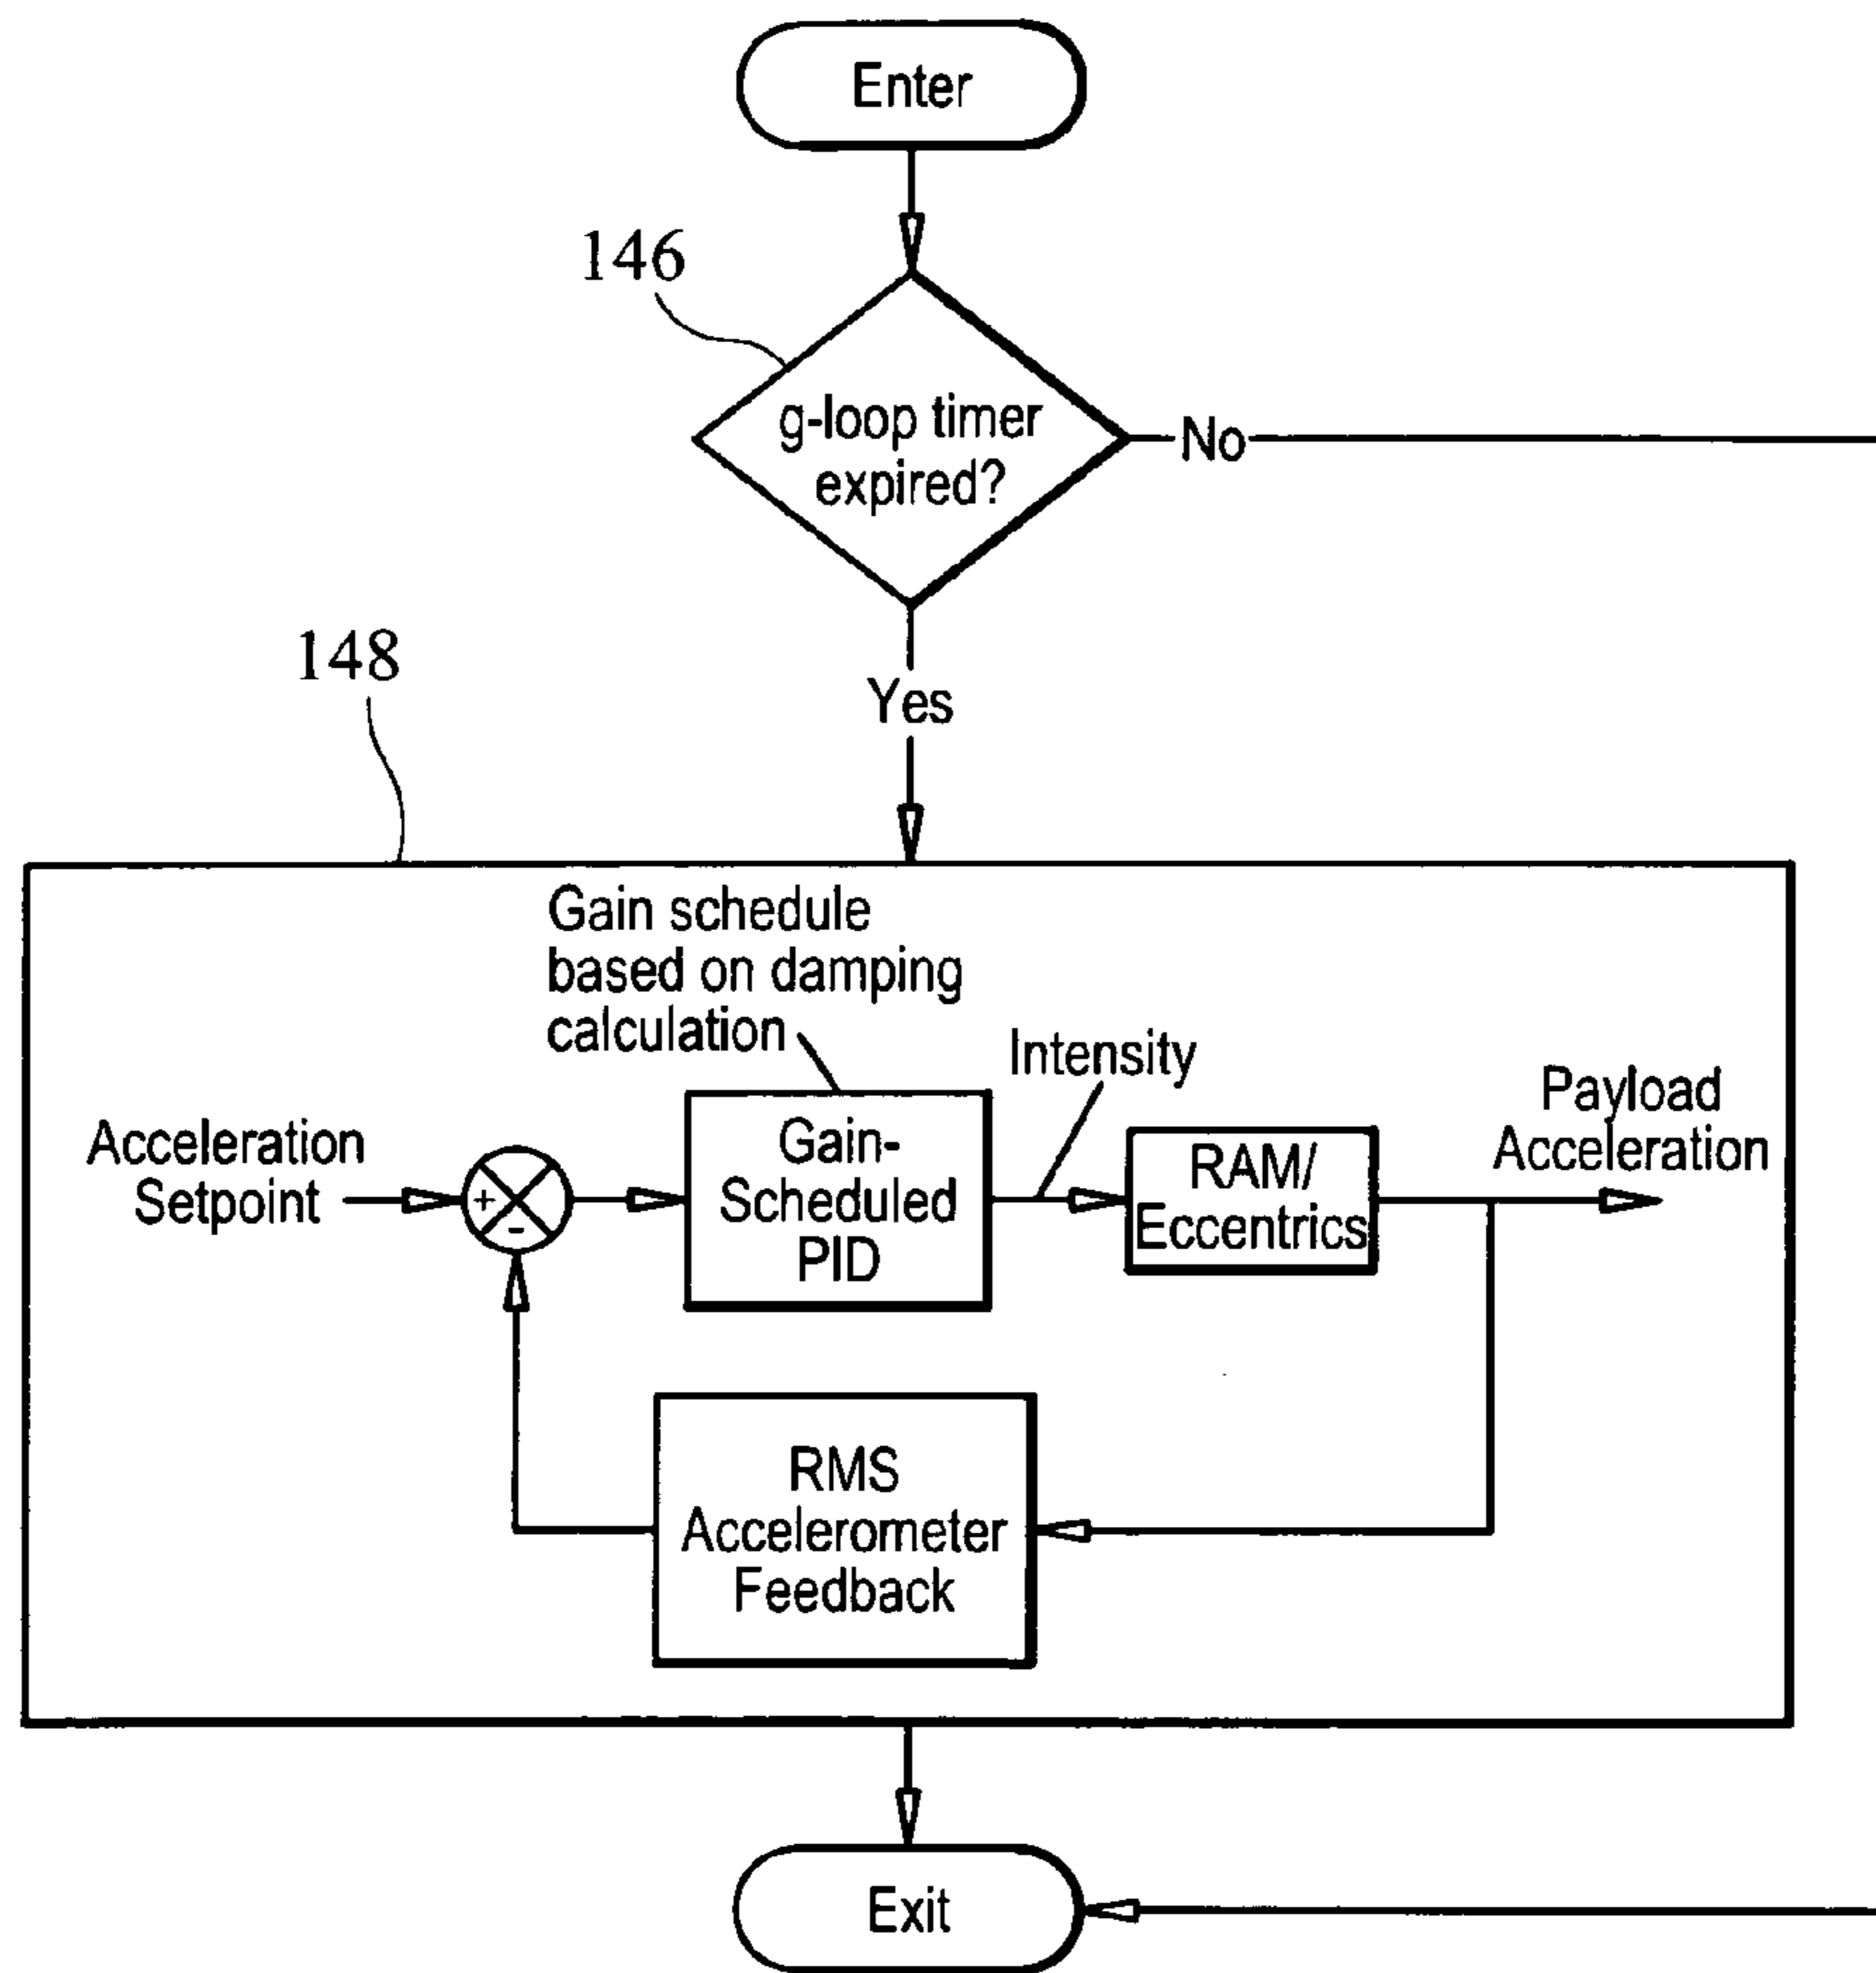 Enter
146
g-loop timer
expired?
No
148
Yes
Gain schedule
based on damping
calculation
Intensity
Payload
Acceleration
Acceleration
Setpoint
+
-
Gain-
Scheduled
PID
RAM/
Eccentrics
RMS
Accelerometer
Feedback
Exit